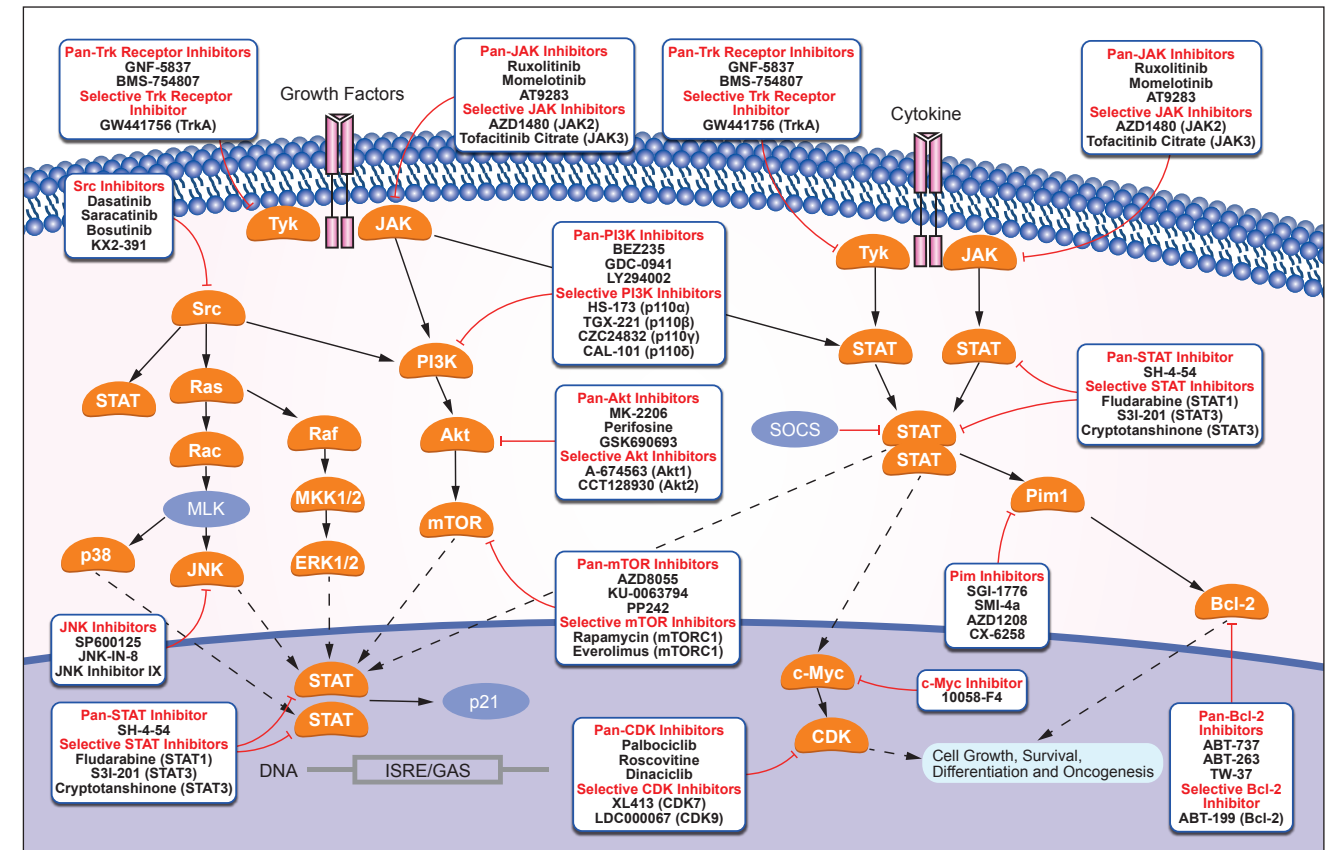 Pan-Trk Receptor Inhibitors
GNF-5837
BMS-754807
Selective Trk Receptor
Inhibitor
GW441756 (TrkA)
Growth Factors
Pan-JAK Inhibitors
Ruxolitinib
Momelotinib
AT9283
Selective JAK Inhibitors
AZD1480 (JAK2)
Tofacitinib Citrate (JAK3)
Pan-Trk Receptor Inhibitors
GNF-5837
BMS-754807
Selective Trk Receptor
Inhibitor
GW441756 (TrkA)
Cytokine
Pan-JAK Inhibitors
Ruxolitinib
Momelotinib
AT9283
Selective JAK Inhibitors
AZD1480 (JAK2)
Tofacitinib Citrate (JAK3)
Src Inhibitors
Dasatinib
Saracatinib
Bosutinib
KX2-391
Tyk
JAK
Pan-PI3K Inhibitors
BEZ235
GDC-0941
LY294002
Selective PI3K Inhibitors
HS-173 (p110α)
TGX-221 (p110β)
CZC24832 (p110γ)
CAL-101 (p110δ)
Tyk
JAK
Src
PI3K
STAT
STAT
Pan-STAT Inhibitor
SH-4-54
Selective STAT Inhibitors
Fludarabine (STAT1)
S3I-201 (STAT3)
Cryptotanshinone (STAT3)
STAT
Ras
Raf
Akt
Pan-Akt Inhibitors
MK-2206
Perifosine
GSK690693
Selective Akt Inhibitors
A-674563 (Akt1)
CCT128930 (Akt2)
SOCS
STAT
STAT
Rac
MKK1/2
Pim1
MLK
mTOR
p38
JNK
ERK1/2
Pan-mTOR Inhibitors
AZD8055
KU-0063794
PP242
Selective mTOR Inhibitors
Rapamycin (mTORC1)
Everolimus (mTORC1)
Pim Inhibitors
SGI-1776
SMI-4a
AZD1208
CX-6258
Bcl-2
JNK Inhibitors
SP600125
JNK-IN-8
JNK Inhibitor IX
STAT
STAT
p21
c-Myc
c-Myc Inhibitor
10058-F4
Pan-STAT Inhibitor
SH-4-54
Selective STAT Inhibitors
Fludarabine (STAT1)
S3I-201 (STAT3)
Cryptotanshinone (STAT3)
DNA
ISRE/GAS
Pan-CDK Inhibitors
Palbociclib
Roscovitine
Dinaciclib
Selective CDK Inhibitors
XL413 (CDK7)
LDC000067 (CDK9)
CDK
Cell Growth, Survival,
Differentiation and Oncogenesis
Pan-Bcl-2
Inhibitors
ABT-737
ABT-263
TW-37
Selective Bcl-2
Inhibitor
ABT-199 (Bcl-2)